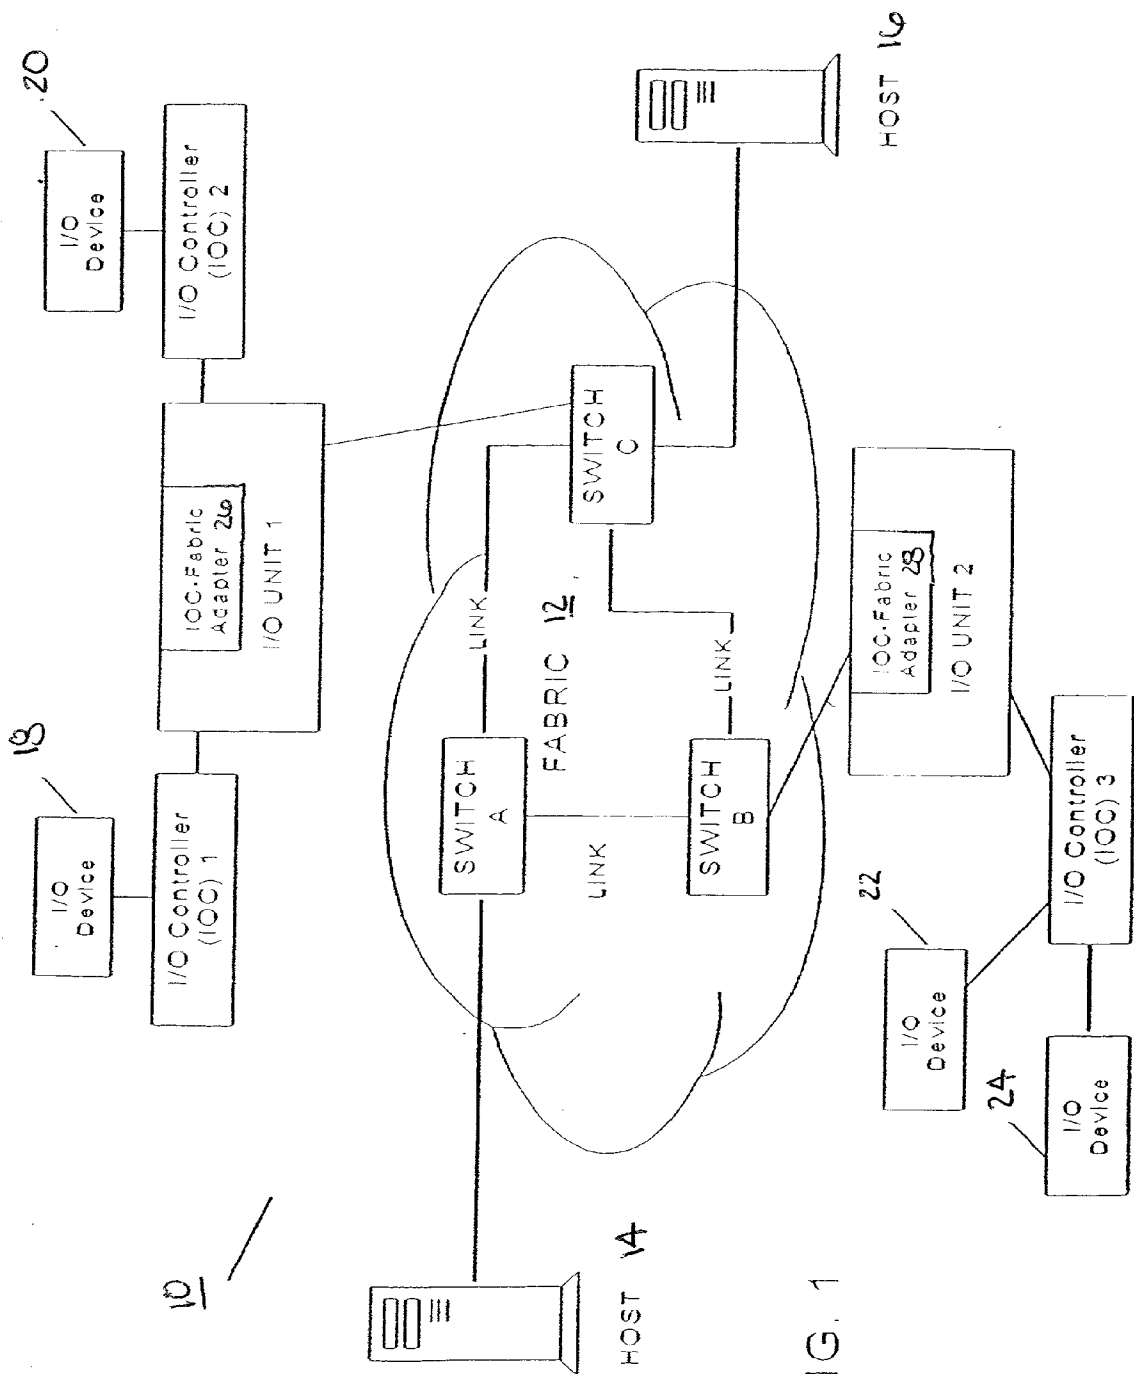 10
18
20
I/O
Device
I/O
Device
I/O Controller
(IOC) 1
IOC-Fabric
Adapter 26
I/O UNIT 1
I/O Controller
(IOC) 2
HOST 14
SWITCH
A
LINK
LINK
FABRIC 12
SWITCH
C
SWITCH
B
LINK
HOST 16
22
I/O
Device
24
I/O
Device
IOC-Fabric
Adapter 28
I/O UNIT 2
I/O Controller
(IOC) 3
IG. 1